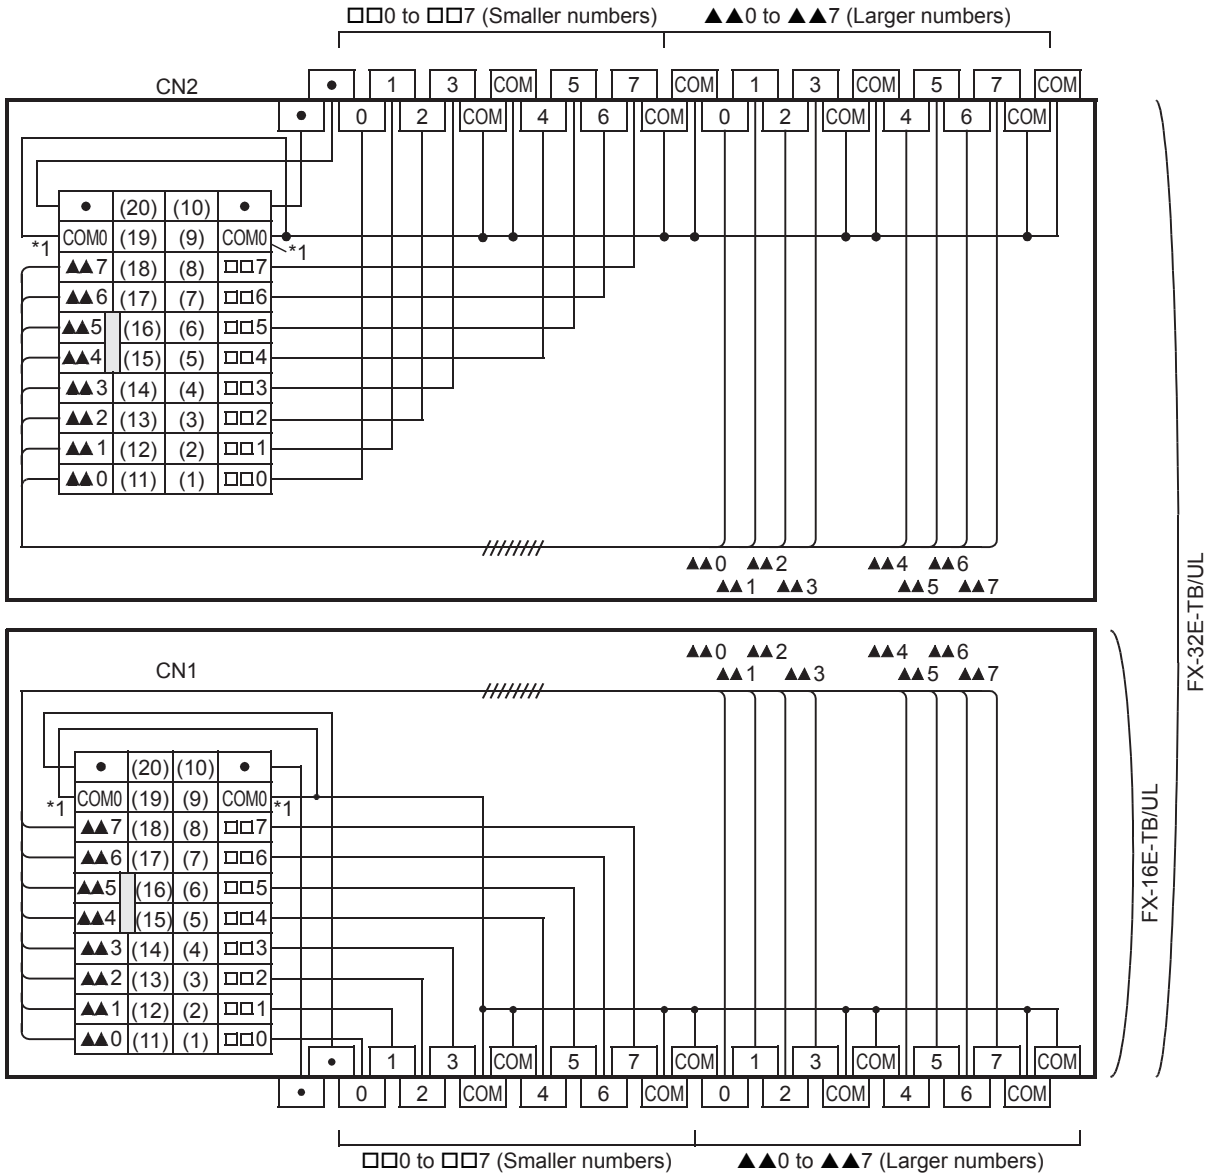 □□0 to □□7 (Smaller numbers) ▲▲0 to ▲▲7 (Larger numbers)
CN2
• 1 3 COM 5 7 COM 1 3 COM 5 7 COM
• 0 2 COM 4 6 COM 0 2 COM 4 6 COM
• (20) (10) •
*1 COM0 (19) (9) COM0 *1
▲▲7 (18) (8) □□7
▲▲6 (17) (7) □□6
▲▲5 (16) (6) □□5
▲▲4 (15) (5) □□4
▲▲3 (14) (4) □□3
▲▲2 (13) (3) □□2
▲▲1 (12) (2) □□1
▲▲0 (11) (1) □□0
▲▲0 ▲▲2 ▲▲4 ▲▲6
▲▲1 ▲▲3 ▲▲5 ▲▲7
FX-32E-TB/UL
CN1
▲▲0 ▲▲2 ▲▲4 ▲▲6
▲▲1 ▲▲3 ▲▲5 ▲▲7
• (20) (10) •
*1 COM0 (19) (9) COM0 *1
▲▲7 (18) (8) □□7
▲▲6 (17) (7) □□6
▲▲5 (16) (6) □□5
▲▲4 (15) (5) □□4
▲▲3 (14) (4) □□3
▲▲2 (13) (3) □□2
▲▲1 (12) (2) □□1
▲▲0 (11) (1) □□0
FX-16E-TB/UL
• 1 3 COM 5 7 COM 1 3 COM 5 7 COM
• 0 2 COM 4 6 COM 0 2 COM 4 6 COM
□□0 to □□7 (Smaller numbers) ▲▲0 to ▲▲7 (Larger numbers)